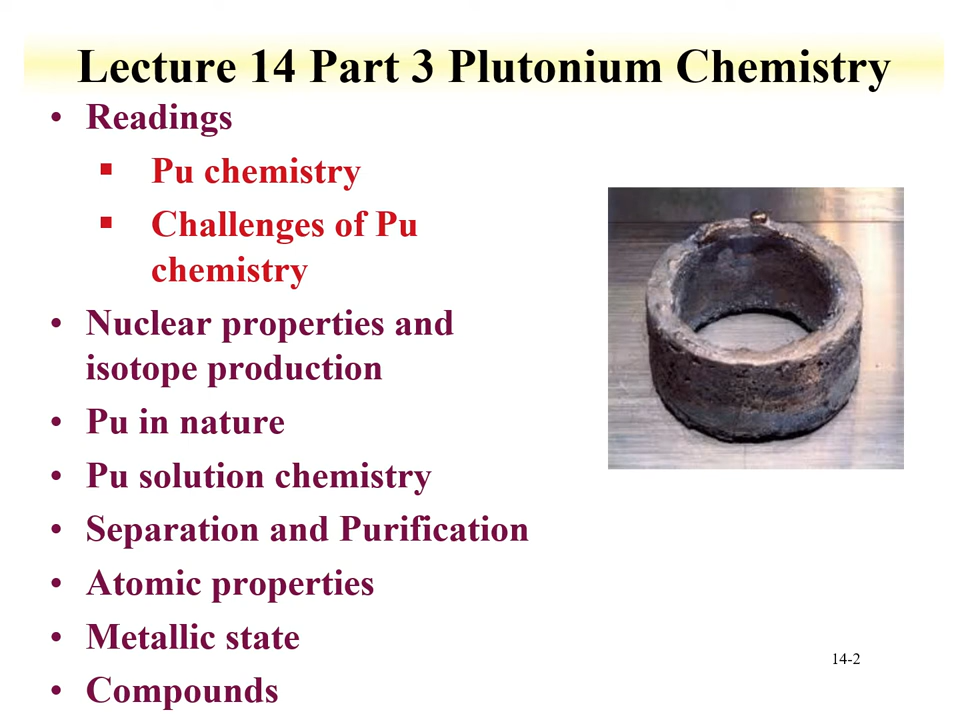 Lecture 14 Part 3 Plutonium Chemistry
• Readings
▪ Pu chemistry
▪ Challenges of Pu
chemistry
• Nuclear properties and
isotope production
• Pu in nature
• Pu solution chemistry
• Separation and Purification
• Atomic properties
• Metallic state
• Compounds
14-2